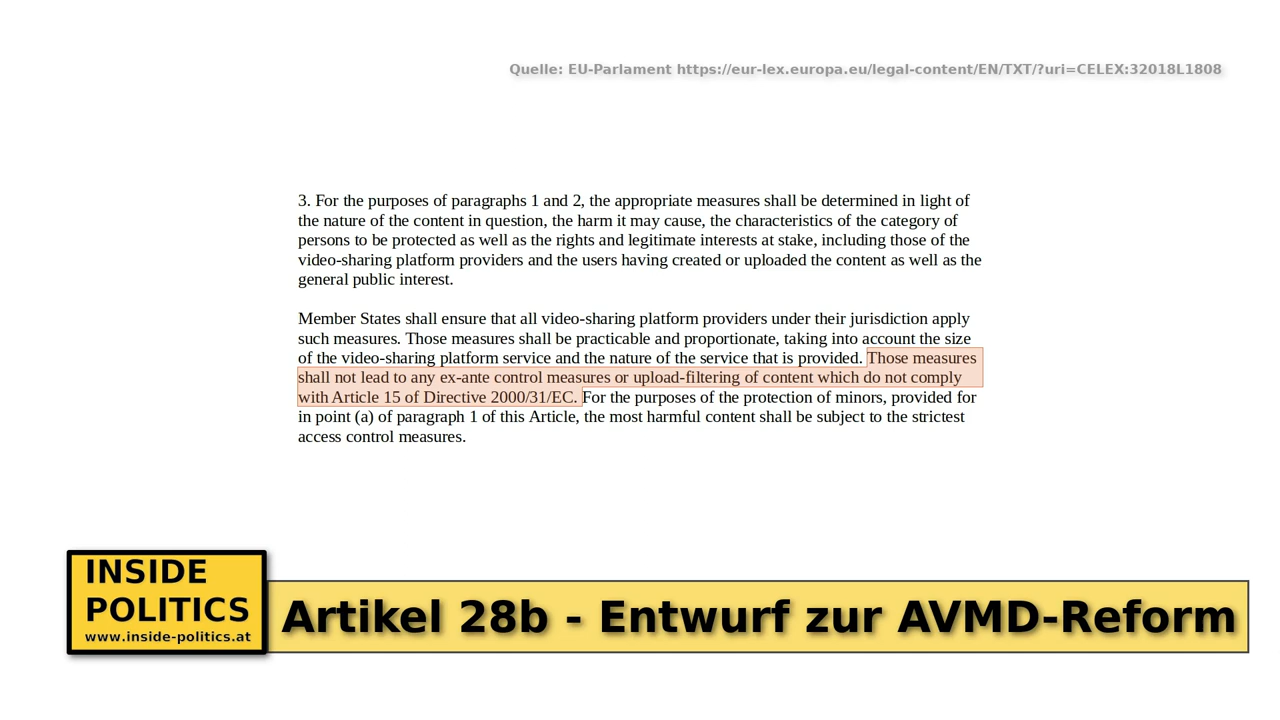 Quelle: EU-Parlament https://eur-lex.europa.eu/legal-content/EN/TXT/?uri=CELEX:32018L1808
3. For the purposes of paragraphs 1 and 2, the appropriate measures shall be determined in light of
the nature of the content in question, the harm it may cause, the characteristics of the category of
persons to be protected as well as the rights and legitimate interests at stake, including those of the
video-sharing platform providers and the users having created or uploaded the content as well as the
general public interest.
Member States shall ensure that all video-sharing platform providers under their jurisdiction apply
such measures. Those measures shall be practicable and proportionate, taking into account the size
of the video-sharing platform service and the nature of the service that is provided. Those measures
shall not lead to any ex-ante control measures or upload-filtering of content which do not comply
with Article 15 of Directive 2000/31/EC. For the purposes of the protection of minors, provided for
in point (a) of paragraph 1 of this Article, the most harmful content shall be subject to the strictest
access control measures.
INSIDE
POLITICS
www.inside-politics.at
Artikel 28b - Entwurf zur AVMD-Reform